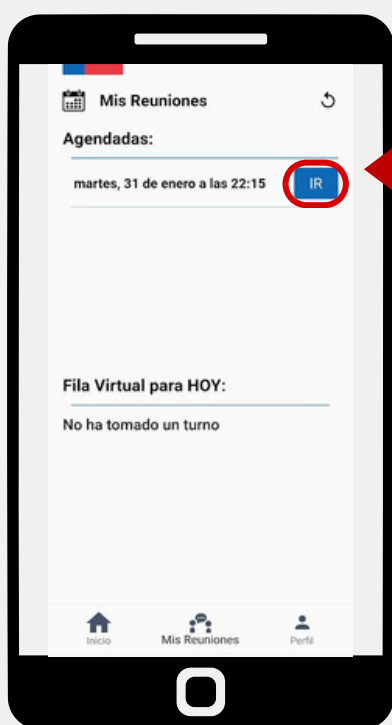 Mis Reuniones
Agendadas:
martes, 31 de enero a las 22:15
IR
Fila Virtual para HOY:
No ha tomado un turno
Inicio
Mis Reuniones
Perfil